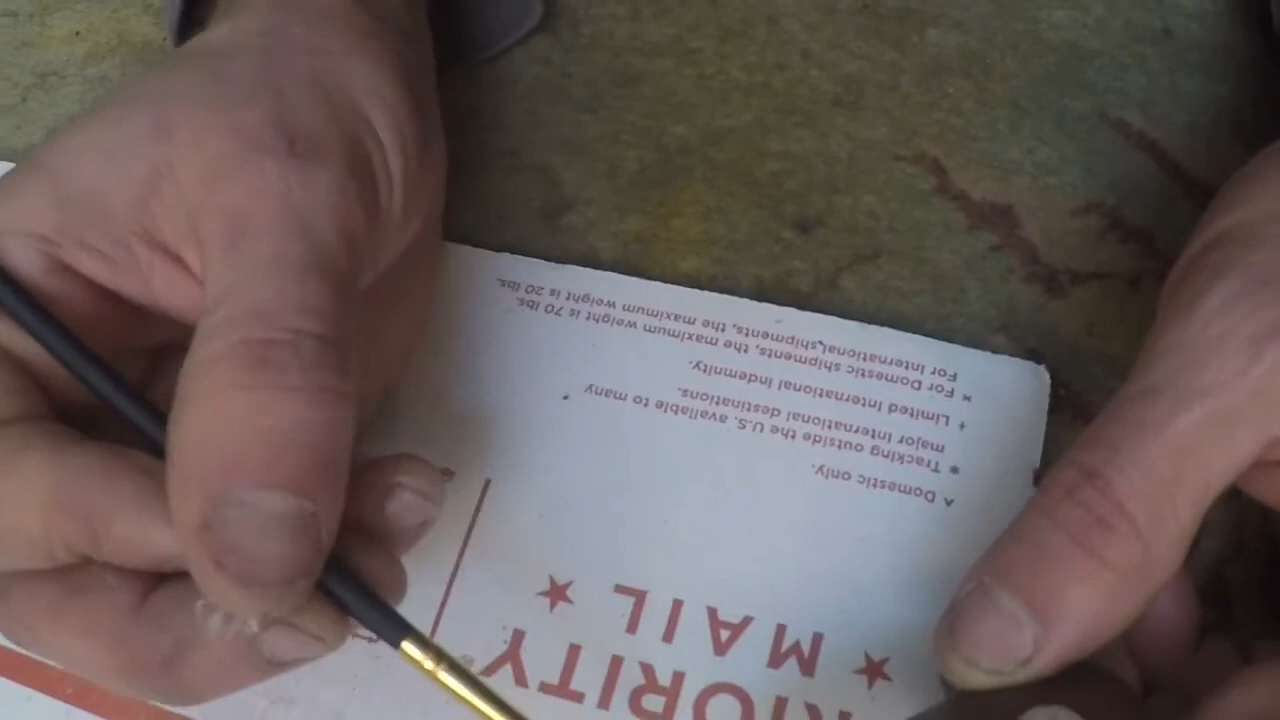 PRIORITY
★ MAIL ★
^ Domestic only.
* Tracking outside the U.S. available to many
major international destinations.
+ Limited International Indemnity.
× For Domestic shipments, the maximum weight is 70 lbs.
For International shipments, the maximum weight is 20 lbs.